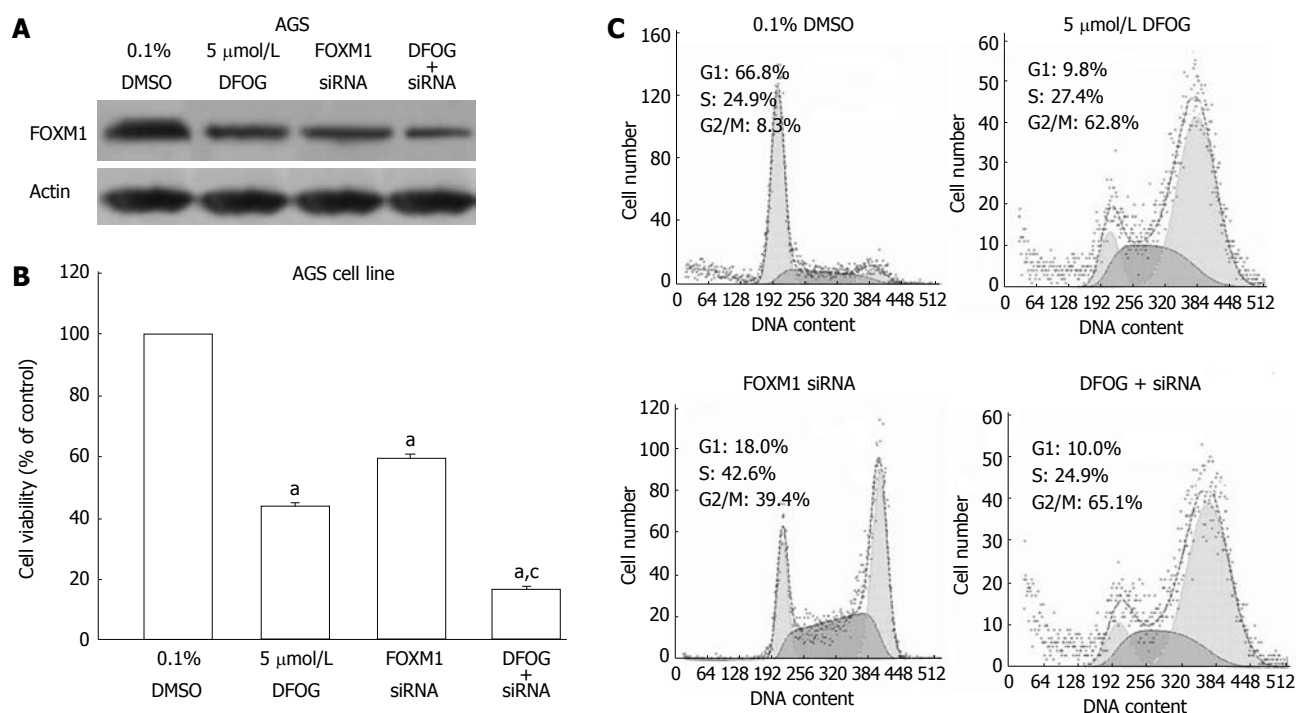 A
AGS
0.1% 5 μmol/L FOXM1 DFOG
+
DMSO DFOG siRNA siRNA
FOXM1
Actin
B
AGS cell line
120
100
80
60
40
20
0
Cell viability (% of control)
a
a
a,c
0.1% 5 μmol/L FOXM1 DFOG
+
DMSO DFOG siRNA siRNA
C
0.1% DMSO
160
120
80
40
0
Cell number
G1: 66.8%
S: 24.9%
G2/M: 8.3%
0 64 128 192 256 320 384 448 512
DNA content
5 μmol/L DFOG
60
50
40
30
20
10
0
Cell number
G1: 9.8%
S: 27.4%
G2/M: 62.8%
0 64 128 192 256 320 384 448 512
DNA content
FOXM1 siRNA
120
100
80
60
40
20
0
Cell number
G1: 18.0%
S: 42.6%
G2/M: 39.4%
0 64 128 192 256 320 384 448 512
DNA content
DFOG + siRNA
60
50
40
30
20
10
0
Cell number
G1: 10.0%
S: 24.9%
G2/M: 65.1%
0 64 128 192 256 320 384 448 512
DNA content